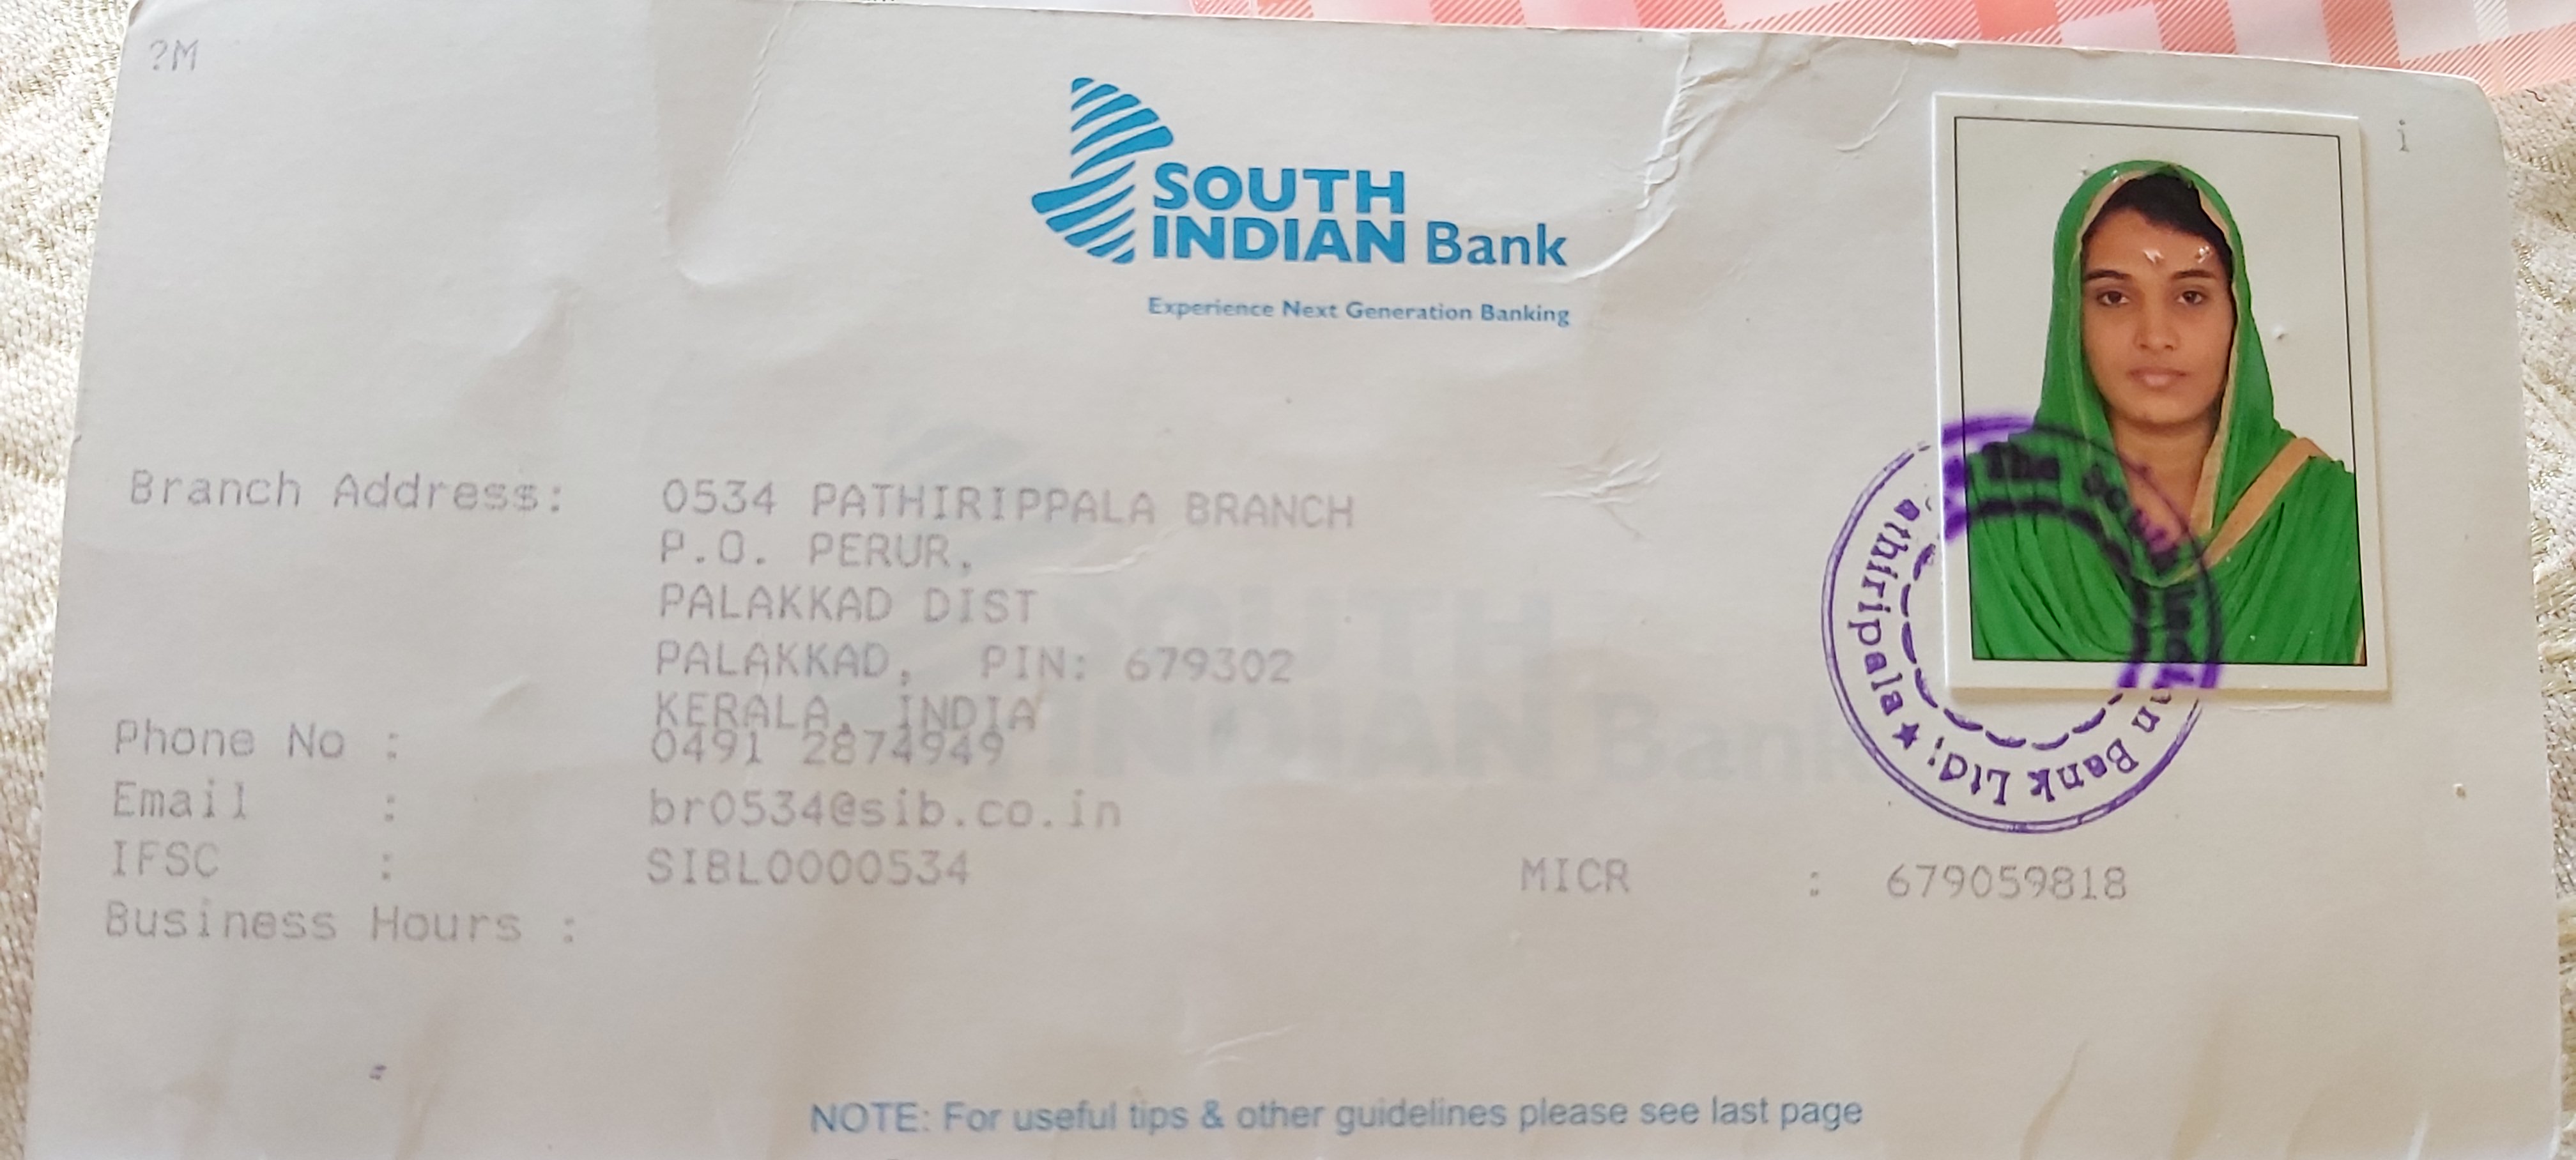 ?M
i
SOUTH
INDIAN Bank
Experience Next Generation Banking
Branch Address: 0534 PATHIRIPPALA BRANCH
P.O. PERUR,
PALAKKAD DIST
PALAKKAD, PIN: 679302
KERALA, INDIA
Phone No : 0491 2874949
Email : br0534@sib.co.in
IFSC : SIBL0000534 MICR : 679059818
Business Hours :
The South Indian Bank Ltd.
athiripala ★
SOUTH
INDIAN Bank
NOTE: For useful tips & other guidelines please see last page